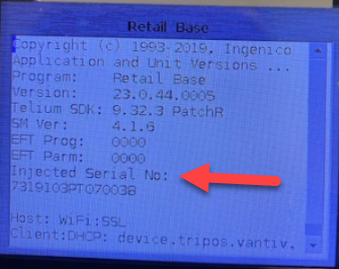 Retail Base
Copyright (c) 1993-2019, Ingenico
Application and Unit Versions ...
Program: Retail Base
Version: 23.0.44.0005
Telium SDK: 9.32.3 PatchR
SM Ver: 4.1.6
EFT Prog: 0000
EFT Parm: 0000
Injected Serial No:
7319103PT070038
Host: WiFi:SSL
Client:DHCP: device.tripos.vantiv.